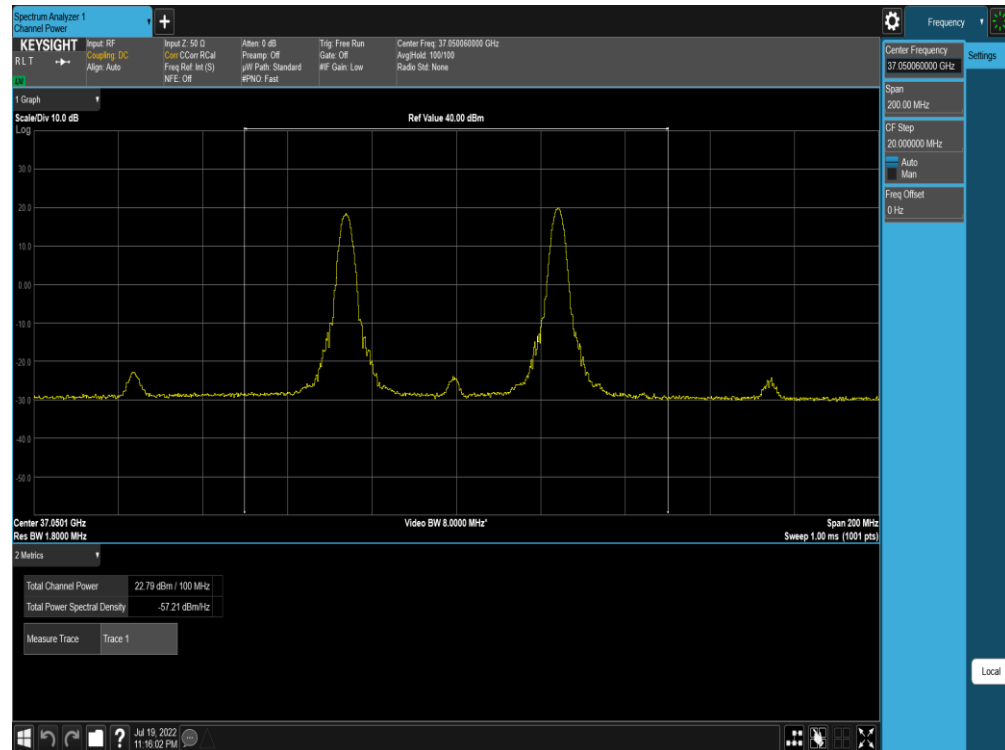 Spectrum Analyzer 1
Channel Power
Frequency
KEYSIGHT
R L T
LM
Input: RF
Coupling: DC
Align: Auto
Input Z: 50 Ω
Corr CCorr RCal
Freq Ref: Int (S)
NFE: Off
Atten: 0 dB
Preamp: Off
µW Path: Standard
#PNO: Fast
Trig: Free Run
Gate: Off
#IF Gain: Low
Center Freq: 37.050060000 GHz
Avg|Hold: 100/100
Radio Std: None
Center Frequency
37.050060000 GHz
Settings
Span
200.00 MHz
CF Step
20.000000 MHz
Auto
Man
Freq Offset
0 Hz
1 Graph
Scale/Div 10.0 dB
Ref Value 40.00 dBm
Log
30.0
20.0
10.0
0.00
-10.0
-20.0
-30.0
-40.0
-50.0
Center 37.0501 GHz
Video BW 8.0000 MHz*
Span 200 MHz
Res BW 1.8000 MHz
Sweep 1.00 ms (1001 pts)
2 Metrics
Total Channel Power 22.79 dBm / 100 MHz
Total Power Spectral Density -57.21 dBm/Hz
Measure Trace Trace 1
Local
?
Jul 19, 2022
11:16:02 PM